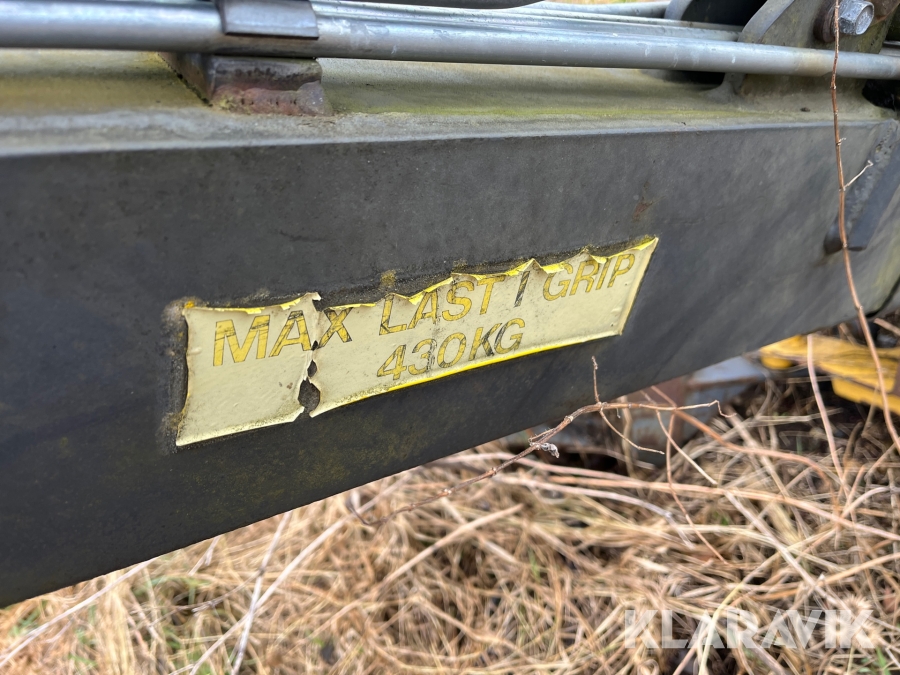 MAX LAST I GRIP
430KG
KLARAVIK